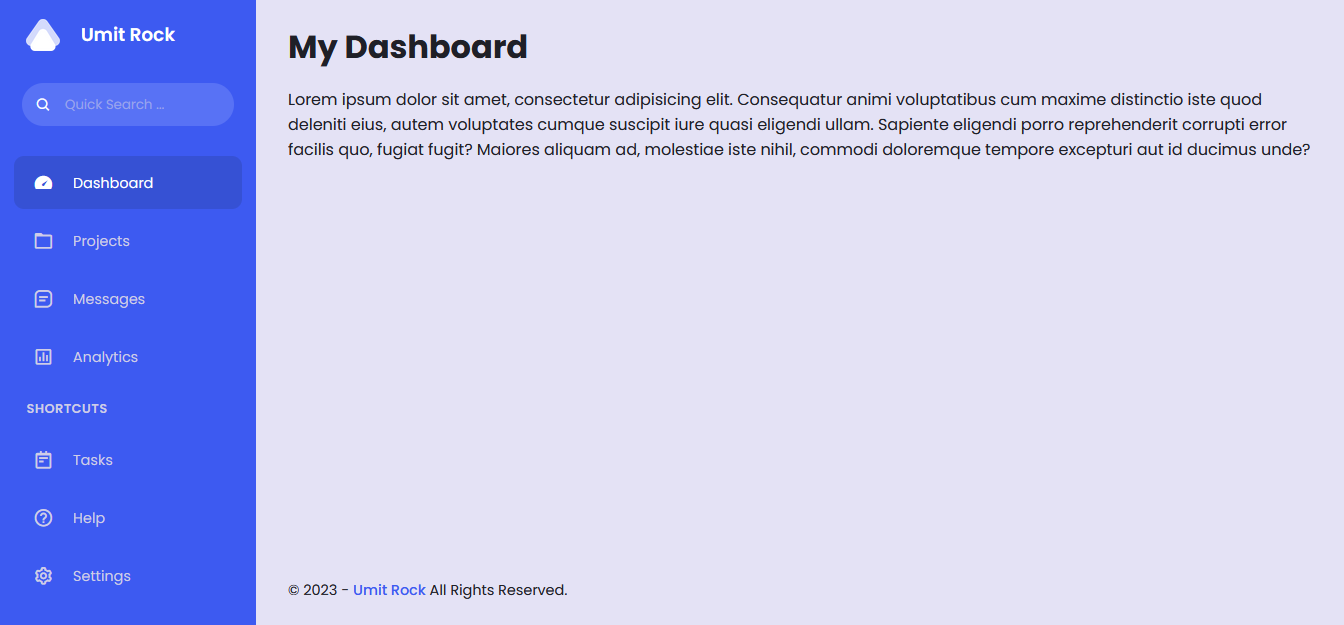 Umit Rock
Quick Search ...
Dashboard
Projects
Messages
Analytics
SHORTCUTS
Tasks
Help
Settings
My Dashboard
Lorem ipsum dolor sit amet, consectetur adipisicing elit. Consequatur animi voluptatibus cum maxime distinctio iste quod
deleniti eius, autem voluptates cumque suscipit iure quasi eligendi ullam. Sapiente eligendi porro reprehenderit corrupti error
facilis quo, fugiat fugit? Maiores aliquam ad, molestiae iste nihil, commodi doloremque tempore excepturi aut id ducimus unde?
© 2023 - Umit Rock All Rights Reserved.